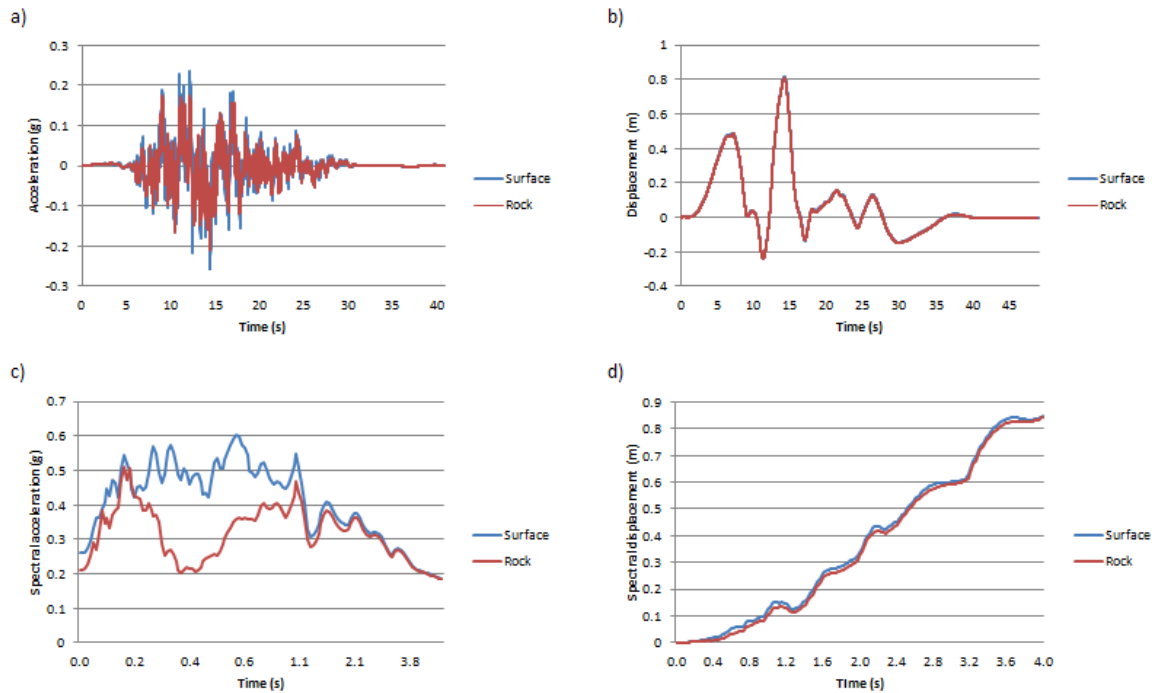 a)
0.3
0.2
0.1
0
-0.1
-0.2
-0.3
Acceleration (g)
0 5 10 15 20 25 30 35 40
Time (s)
Surface
Rock
b)
1
0.8
0.6
0.4
0.2
0
-0.2
-0.4
Displacement (m)
0 5 10 15 20 25 30 35 40 45
Time (s)
Surface
Rock
c)
0.7
0.6
0.5
0.4
0.3
0.2
0.1
0
Spectral acceleration (g)
0.0 0.2 0.4 0.6 1.1 2.1 3.8
Time (s)
Surface
Rock
d)
0.9
0.8
0.7
0.6
0.5
0.4
0.3
0.2
0.1
0
Spectral displacement (m)
0.0 0.4 0.8 1.2 1.6 2.0 2.4 2.8 3.2 3.6 4.0
TIme (s)
Surface
Rock